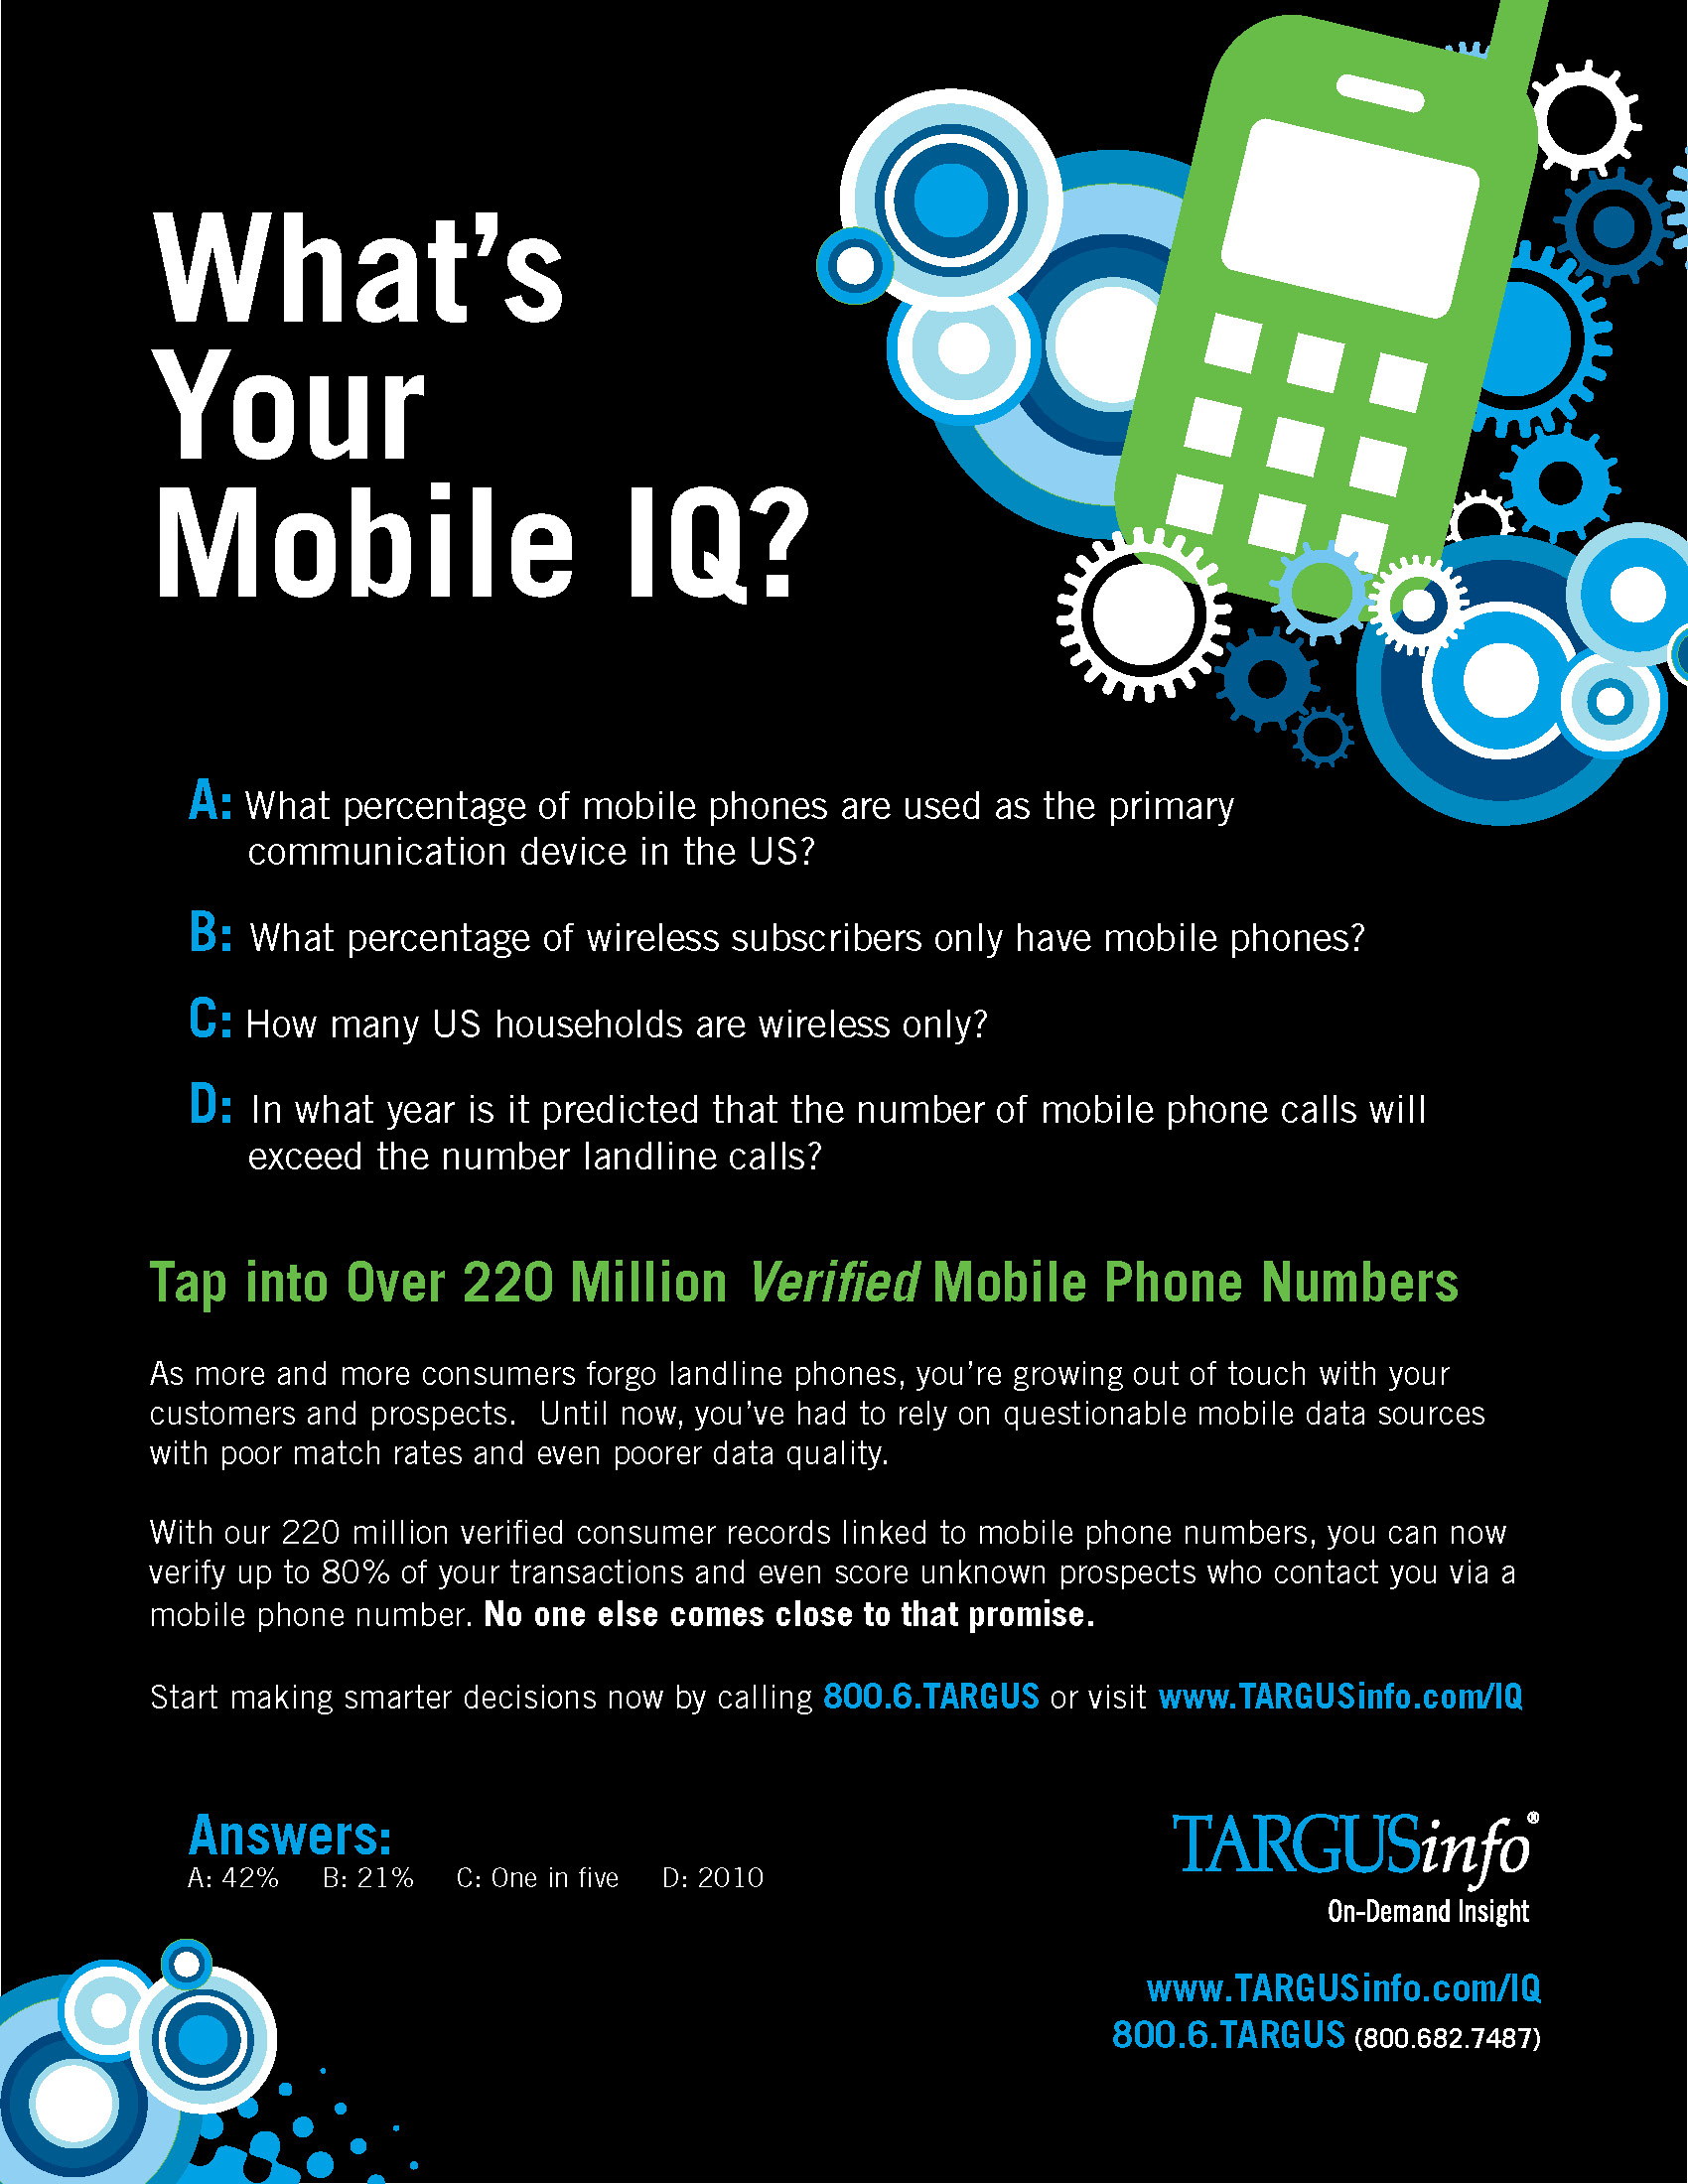 What's
Your
Mobile IQ?
A: What percentage of mobile phones are used as the primary
communication device in the US?
B: What percentage of wireless subscribers only have mobile phones?
C: How many US households are wireless only?
D: In what year is it predicted that the number of mobile phone calls will
exceed the number landline calls?
Tap into Over 220 Million Verified Mobile Phone Numbers
As more and more consumers forgo landline phones, you're growing out of touch with your
customers and prospects.  Until now, you've had to rely on questionable mobile data sources
with poor match rates and even poorer data quality.
With our 220 million verified consumer records linked to mobile phone numbers, you can now
verify up to 80% of your transactions and even score unknown prospects who contact you via a
mobile phone number. No one else comes close to that promise.
Start making smarter decisions now by calling 800.6.TARGUS or visit www.TARGUSinfo.com/IQ
Answers:
A: 42% B: 21% C: One in five D: 2010
TARGUSinfo®
On-Demand Insight
www.TARGUSinfo.com/IQ
800.6.TARGUS (800.682.7487)